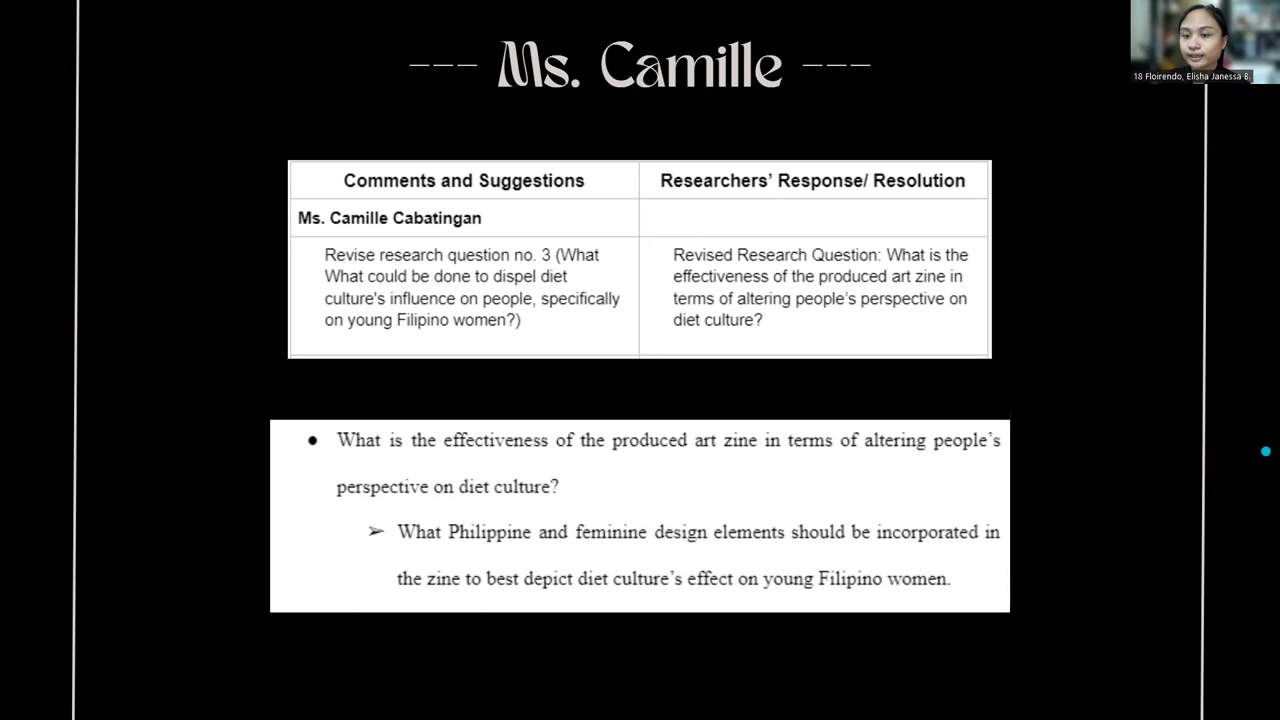 --- Ms. Camille ---
18 Floirendo, Elisha Janessa B.
Comments and Suggestions
Researchers' Response/ Resolution
Ms. Camille Cabatingan
Revise research question no. 3 (What
What could be done to dispel diet
culture's influence on people, specifically
on young Filipino women?)
Revised Research Question: What is the
effectiveness of the produced art zine in
terms of altering people's perspective on
diet culture?
● What is the effectiveness of the produced art zine in terms of altering people's
perspective on diet culture?
➢ What Philippine and feminine design elements should be incorporated in
the zine to best depict diet culture's effect on young Filipino women.